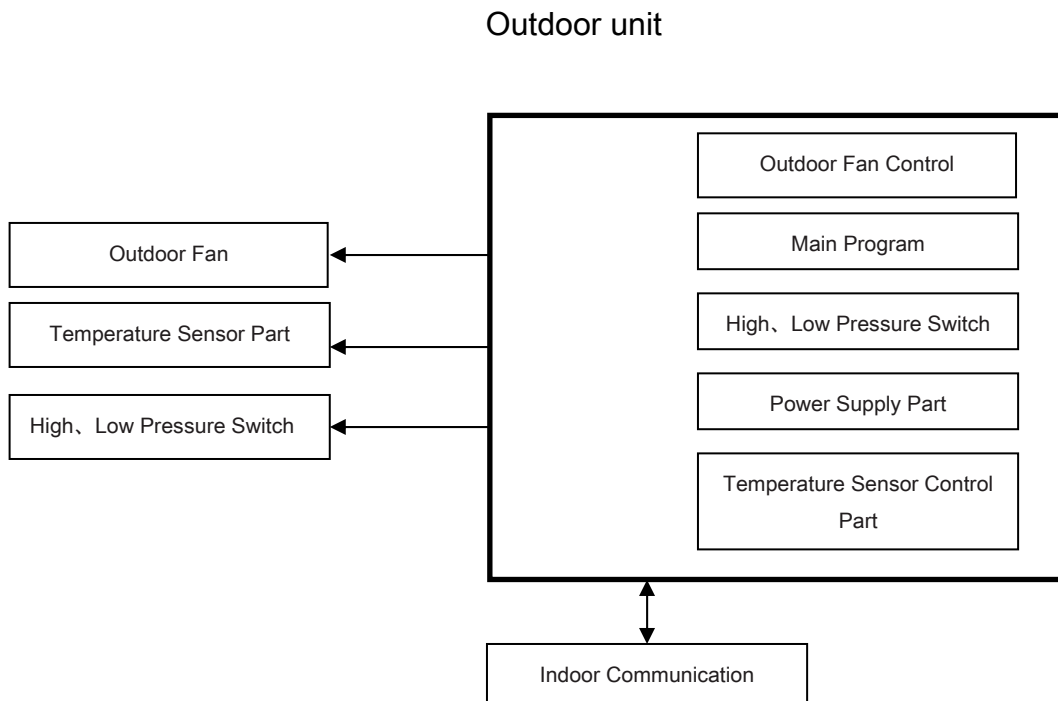 Outdoor unit
Outdoor Fan Control
Main Program
High、Low Pressure Switch
Power Supply Part
Temperature Sensor Control
Part
Outdoor Fan
Temperature Sensor Part
High、Low Pressure Switch
Indoor Communication